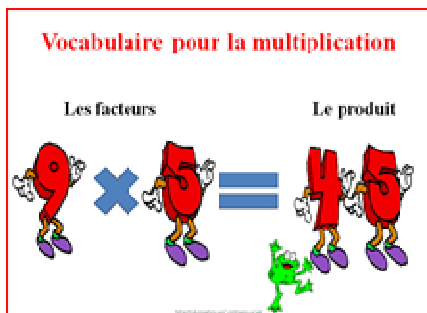 Vocabulaire pour la multiplication
Les facteurs Le produit
9 × 5 = 45